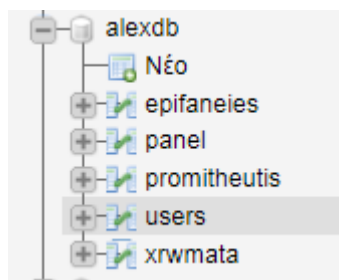 alexdb
Νέο
epifaneies
panel
promitheutis
users
xrwmata